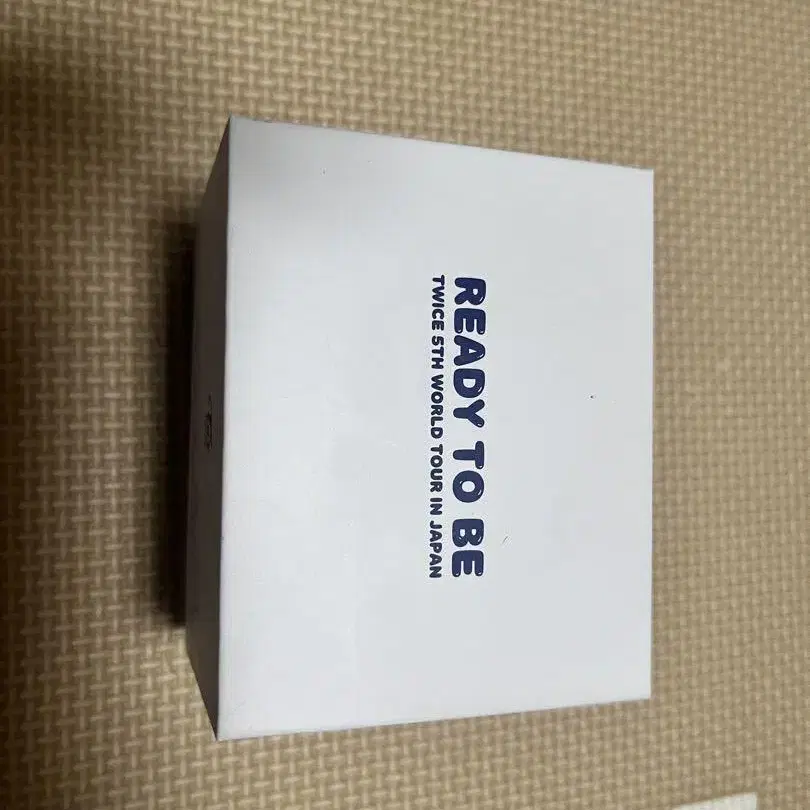 READY TO BE
TWICE 5TH WORLD TOUR IN JAPAN